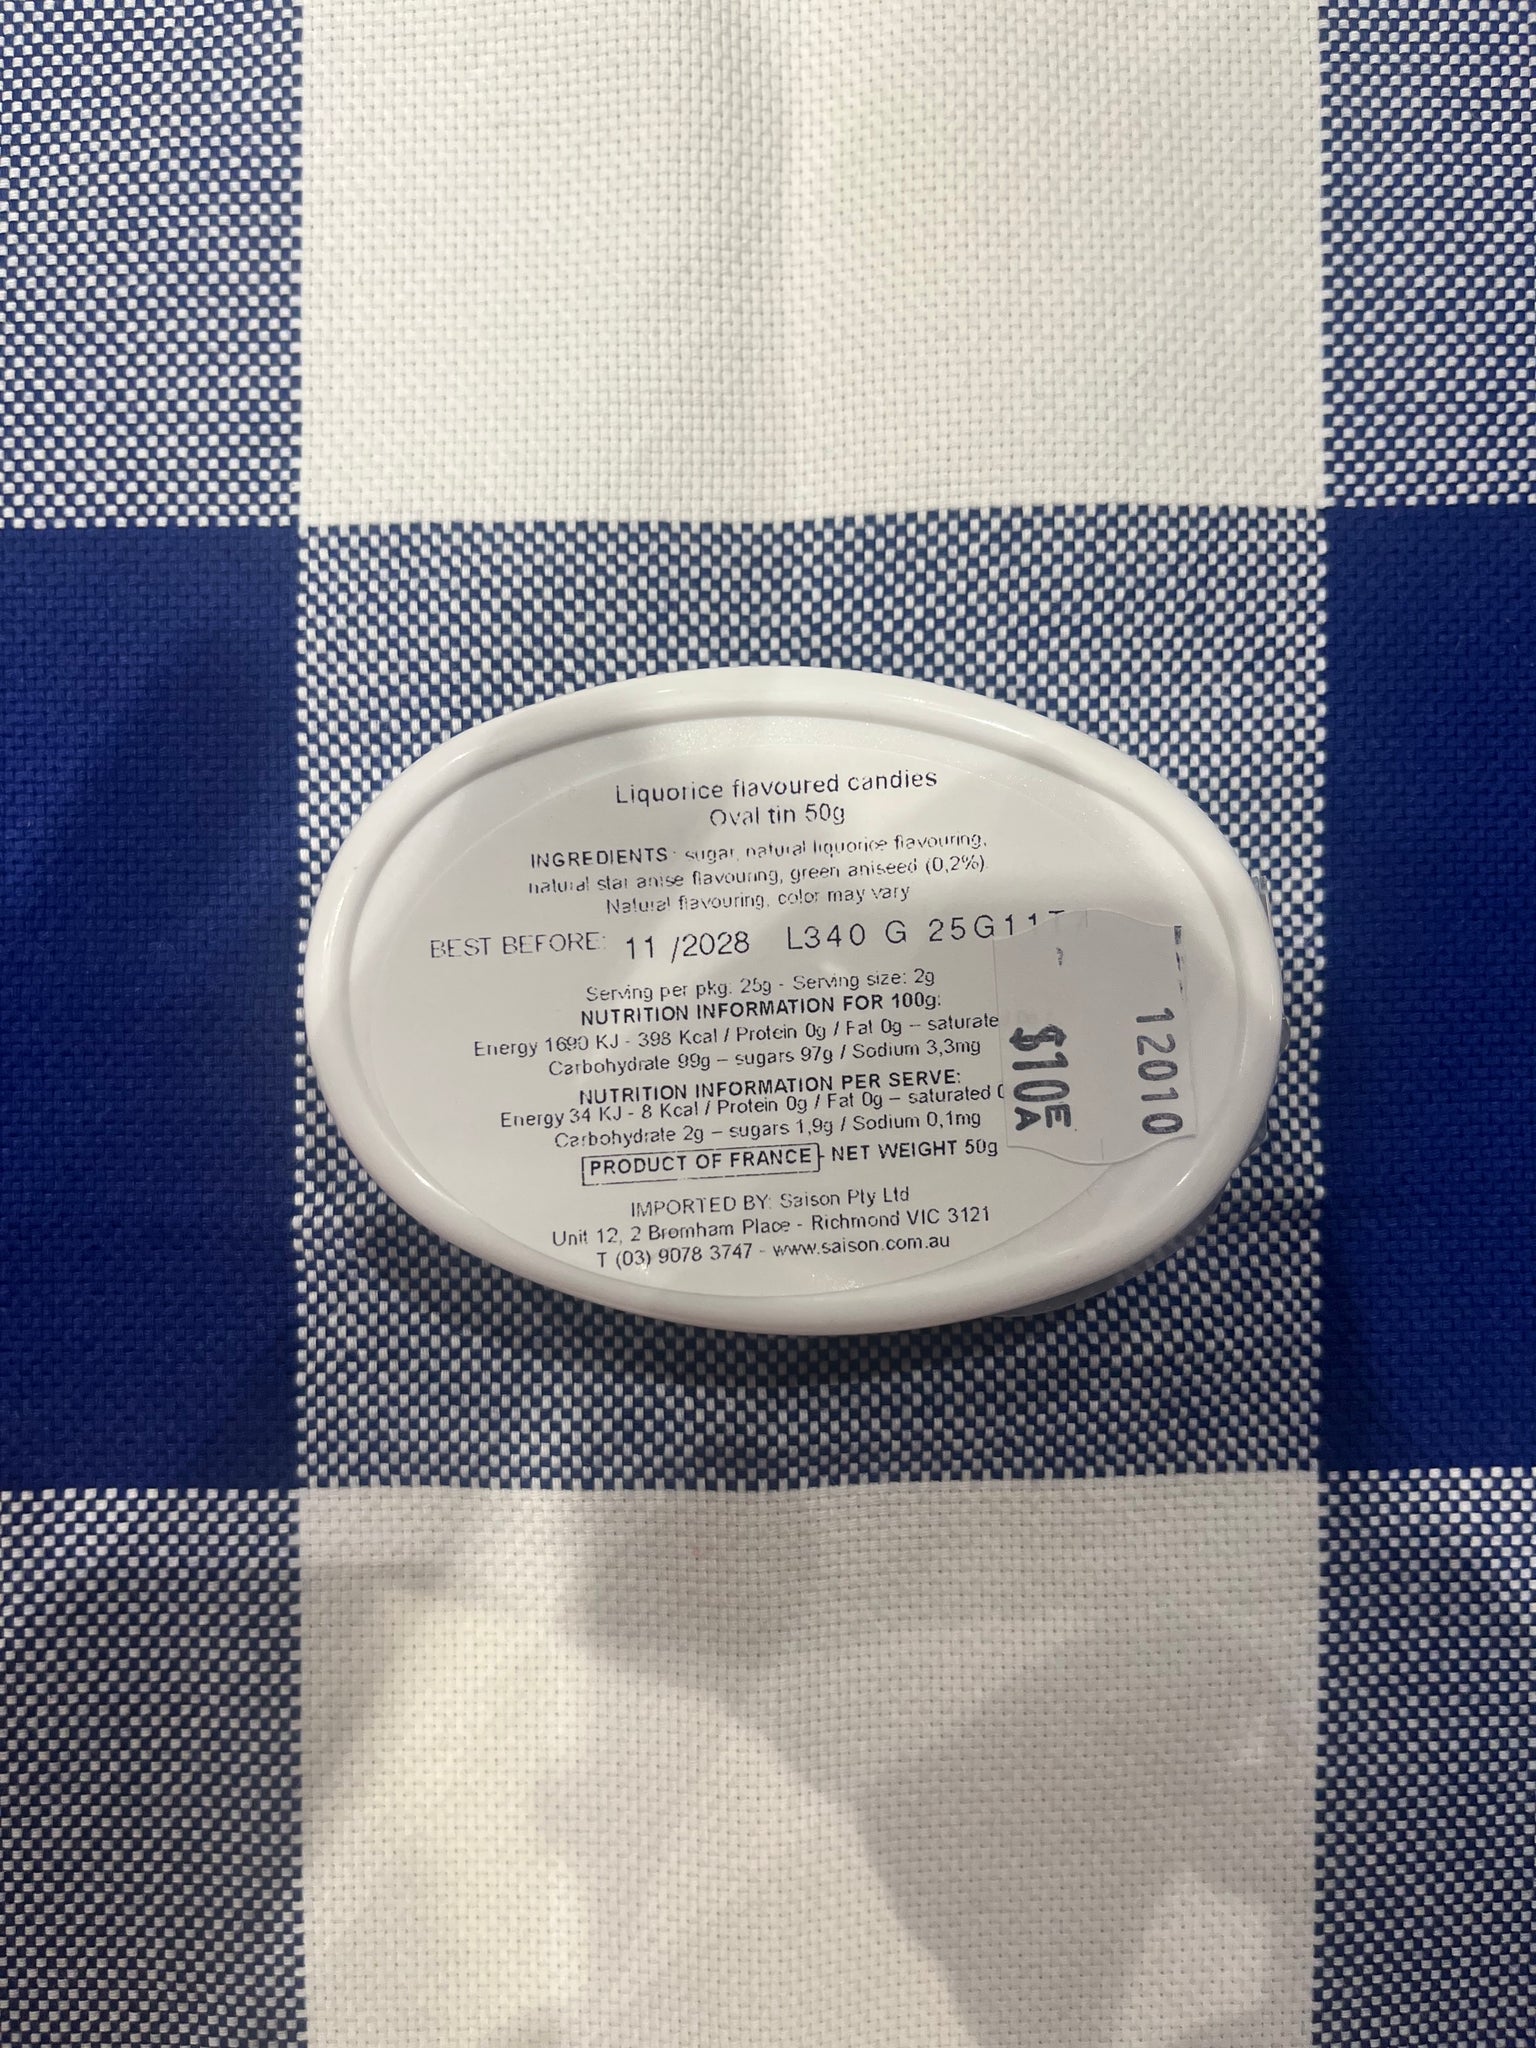 Liquorice flavoured candies
Oval tin 50g
INGREDIENTS: sugar, natural liquorice flavouring,
natural star anise flavouring, green aniseed (0,2%).
Natural flavouring, color may vary
BEST BEFORE: 11 /2028 L340 G 25G11
Serving per pkg: 25g - Serving size: 2g
NUTRITION INFORMATION FOR 100g:
Energy 1690 KJ - 398 Kcal / Protein 0g / Fat 0g – saturate
Carbohydrate 99g – sugars 97g / Sodium 3,3mg
NUTRITION INFORMATION PER SERVE:
Energy 34 KJ - 8 Kcal / Protein 0g / Fat 0g – saturated
Carbohydrate 2g – sugars 1,9g / Sodium 0,1mg
PRODUCT OF FRANCE - NET WEIGHT 50g
IMPORTED BY: Saison Pty Ltd
Unit 12, 2 Bromham Place - Richmond VIC 3121
T (03) 9078 3747 - www.saison.com.au
12010
$10EA